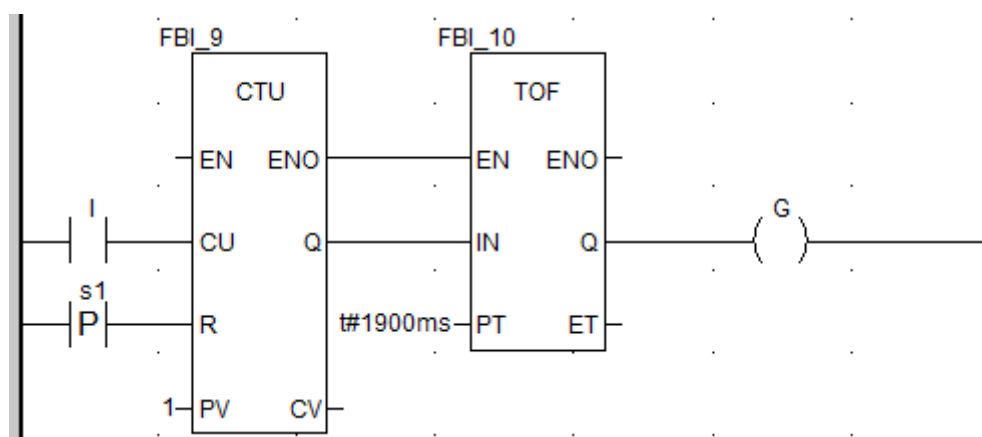 FBI_9 FBI_10
CTU TOF
EN ENO EN ENO
I G
CU Q IN Q
s1
P R t#1900ms PT ET
1 PV CV